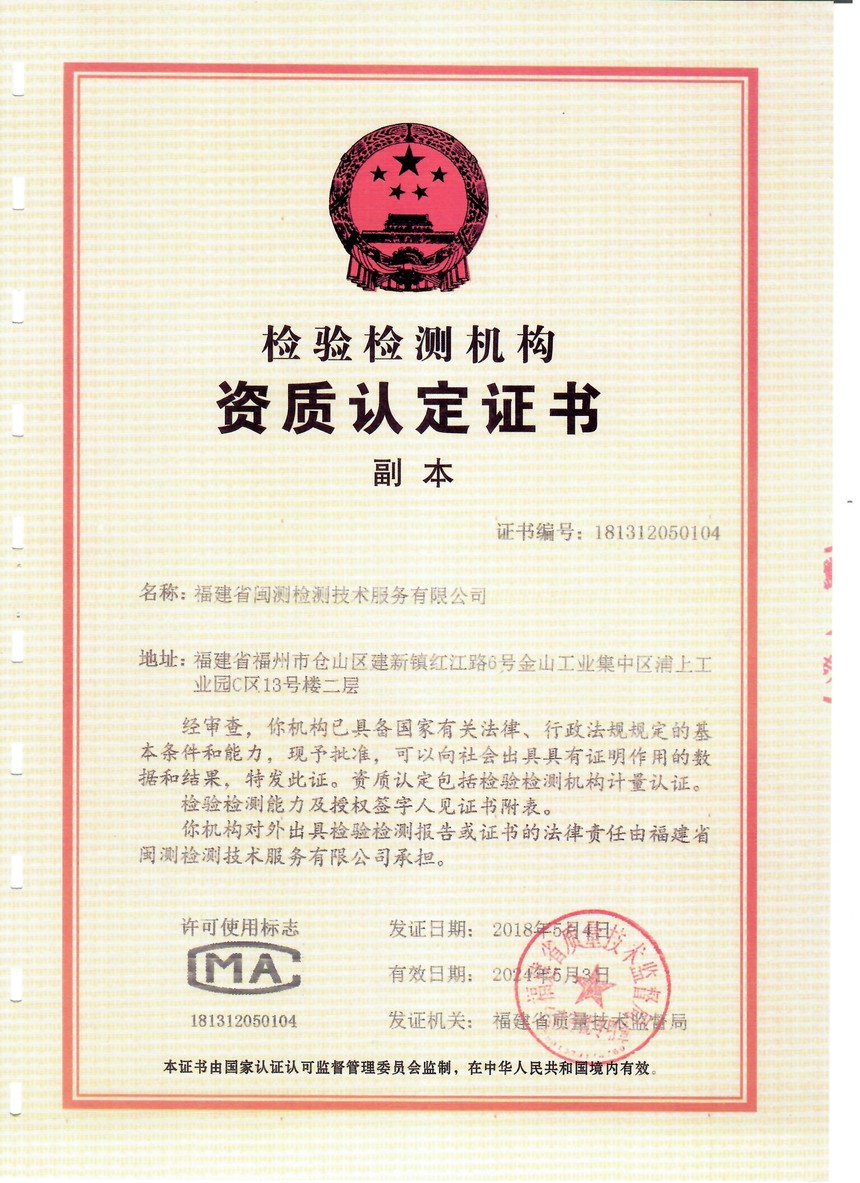 检验检测机构
资质认定证书
副本
证书编号：181312050104
名称：福建省闽测检测技术服务有限公司
地址：福建省福州市仓山区建新镇红江路6号金山工业集中区浦上工
业园C区13号楼二层
经审查，你机构已具备国家有关法律、行政法规规定的基
本条件和能力，现予批准，可以向社会出具具有证明作用的数
据和结果，特发此证。资质认定包括检验检测机构计量认证。
检验检测能力及授权签字人见证书附表。
你机构对外出具检验检测报告或证书的法律责任由福建省
闽测检测技术服务有限公司承担。
许可使用标志
MA
181312050104
发证日期：2018年5月4日
有效日期：2024年5月3日
发证机关：福建省质量技术监督局
福建省质量技术监督局
本证书由国家认证认可监督管理委员会监制，在中华人民共和国境内有效。